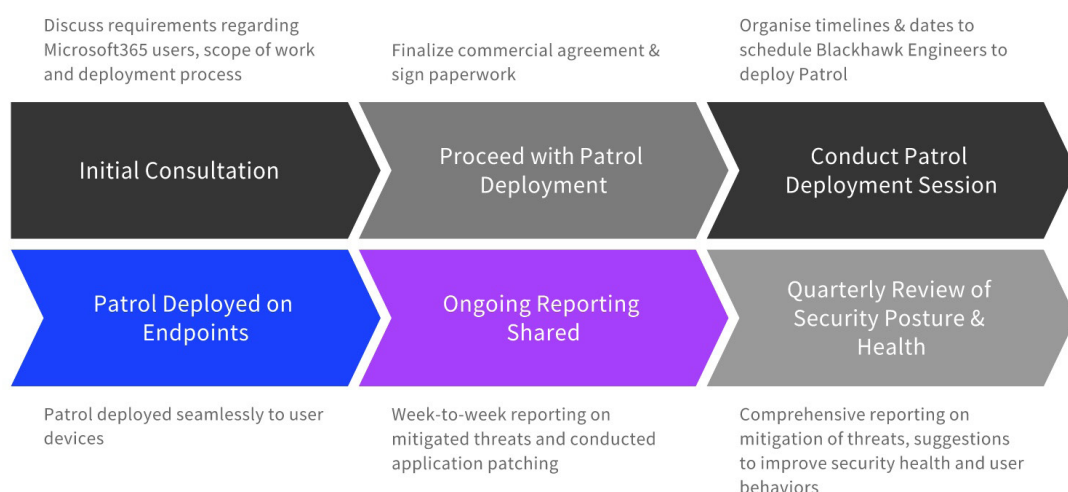 Discuss requirements regarding
Microsoft365 users, scope of work
and deployment process
Finalize commercial agreement &
sign paperwork
Organise timelines & dates to
schedule Blackhawk Engineers to
deploy Patrol
Initial Consultation
Proceed with Patrol
Deployment
Conduct Patrol
Deployment Session
Patrol Deployed on
Endpoints
Ongoing Reporting
Shared
Quarterly Review of
Security Posture &
Health
Patrol deployed seamlessly to user
devices
Week-to-week reporting on
mitigated threats and conducted
application patching
Comprehensive reporting on
mitigation of threats, suggestions
to improve security health and user
behaviors